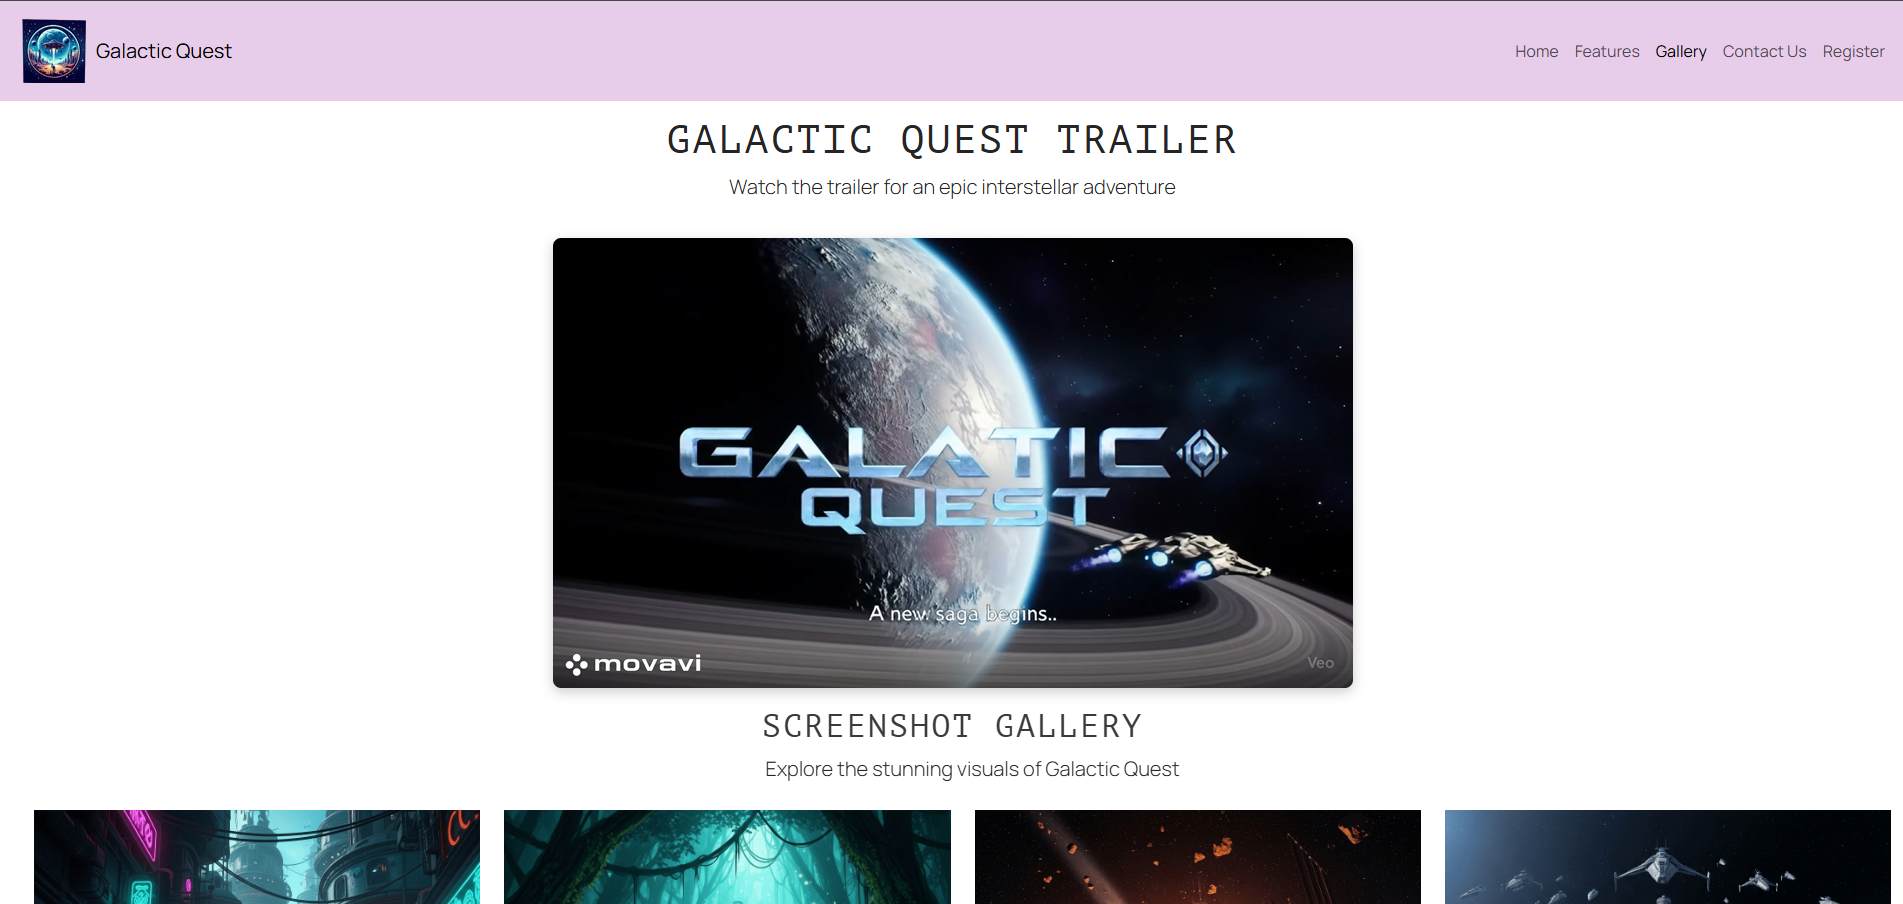 Galactic Quest
Home Features Gallery Contact Us Register
GALACTIC QUEST TRAILER
Watch the trailer for an epic interstellar adventure
GALATIC
QUEST
A new saga begins..
movavi
Veo
SCREENSHOT GALLERY
Explore the stunning visuals of Galactic Quest